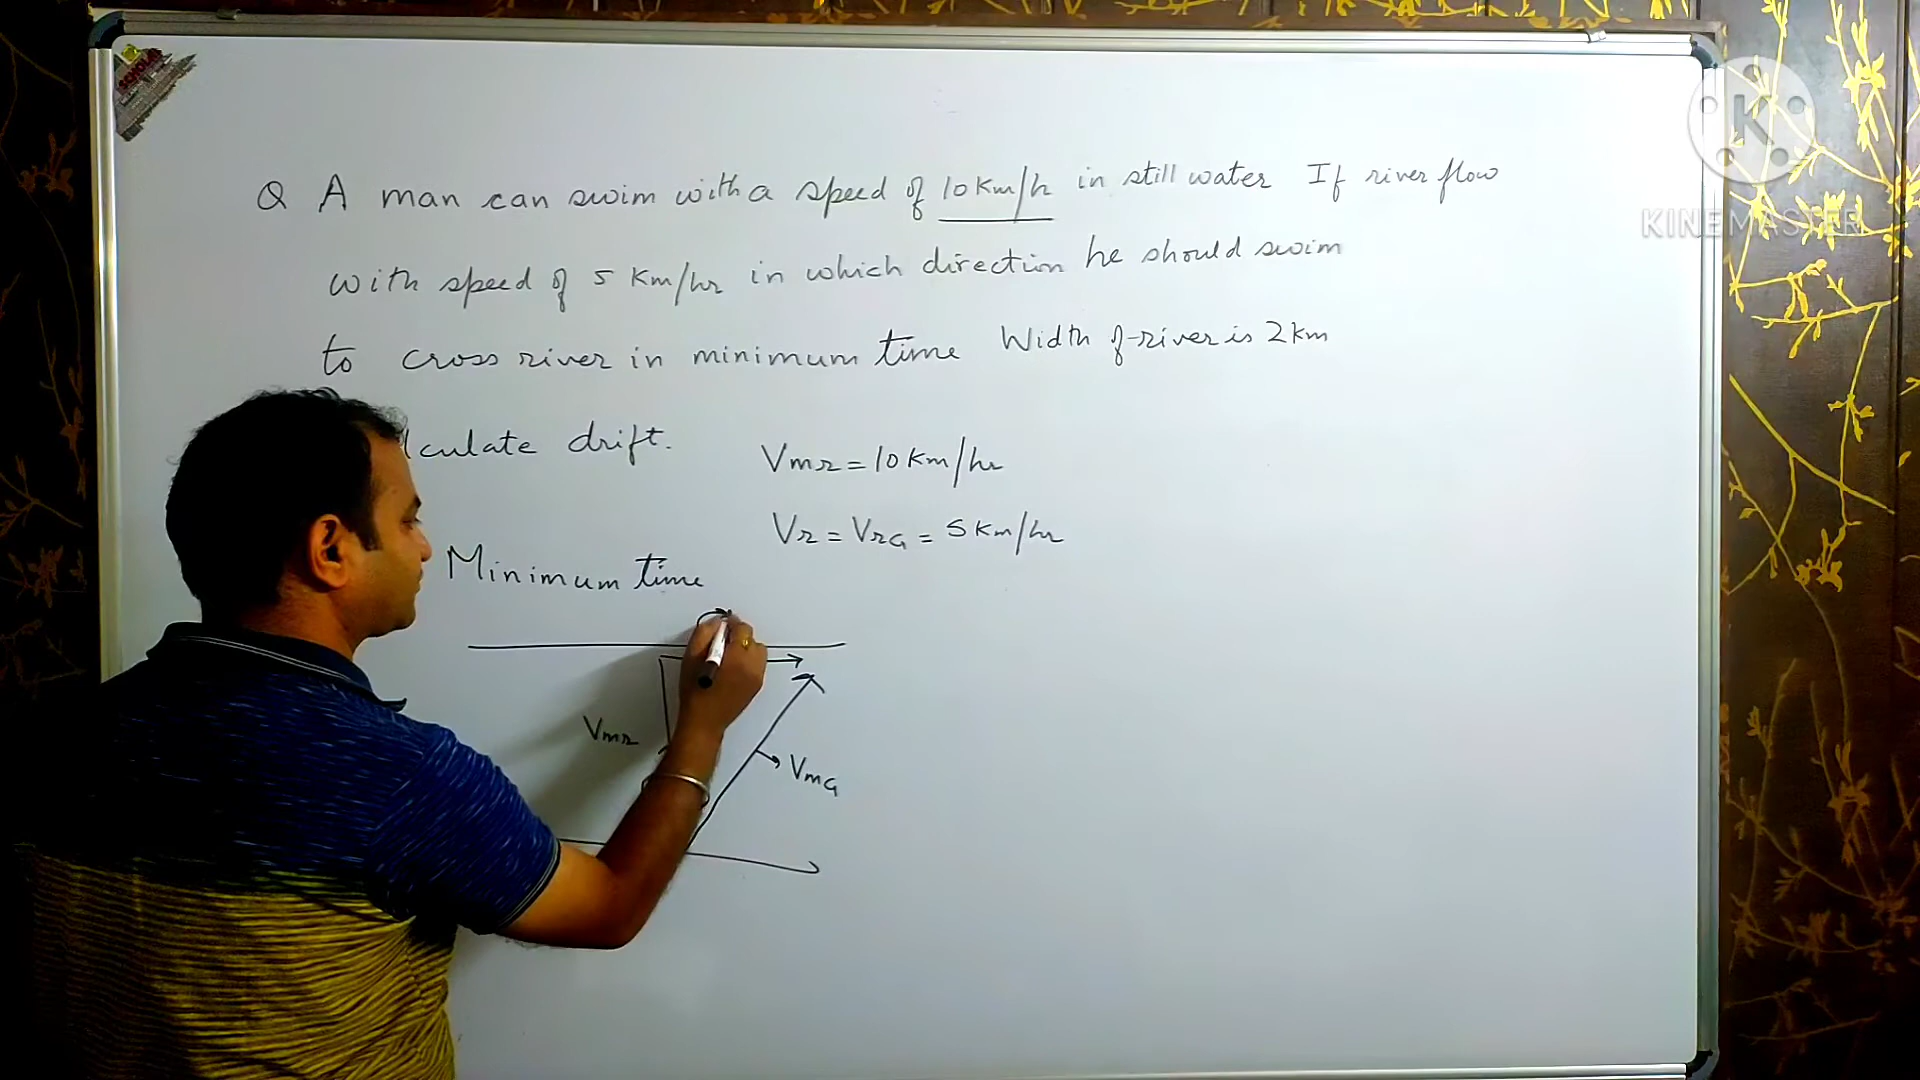 Q A man can swim with a speed of 10 km/h in still water If river flow
with speed of 5 km/hr in which direction he should swim
to cross river in minimum time Width of river is 2 km
lculate drift.
Vmr = 10 km/hr
Vr = VrG = 5 km/hr
Minimum time
Vmr
VmG
K
KINEMASTER